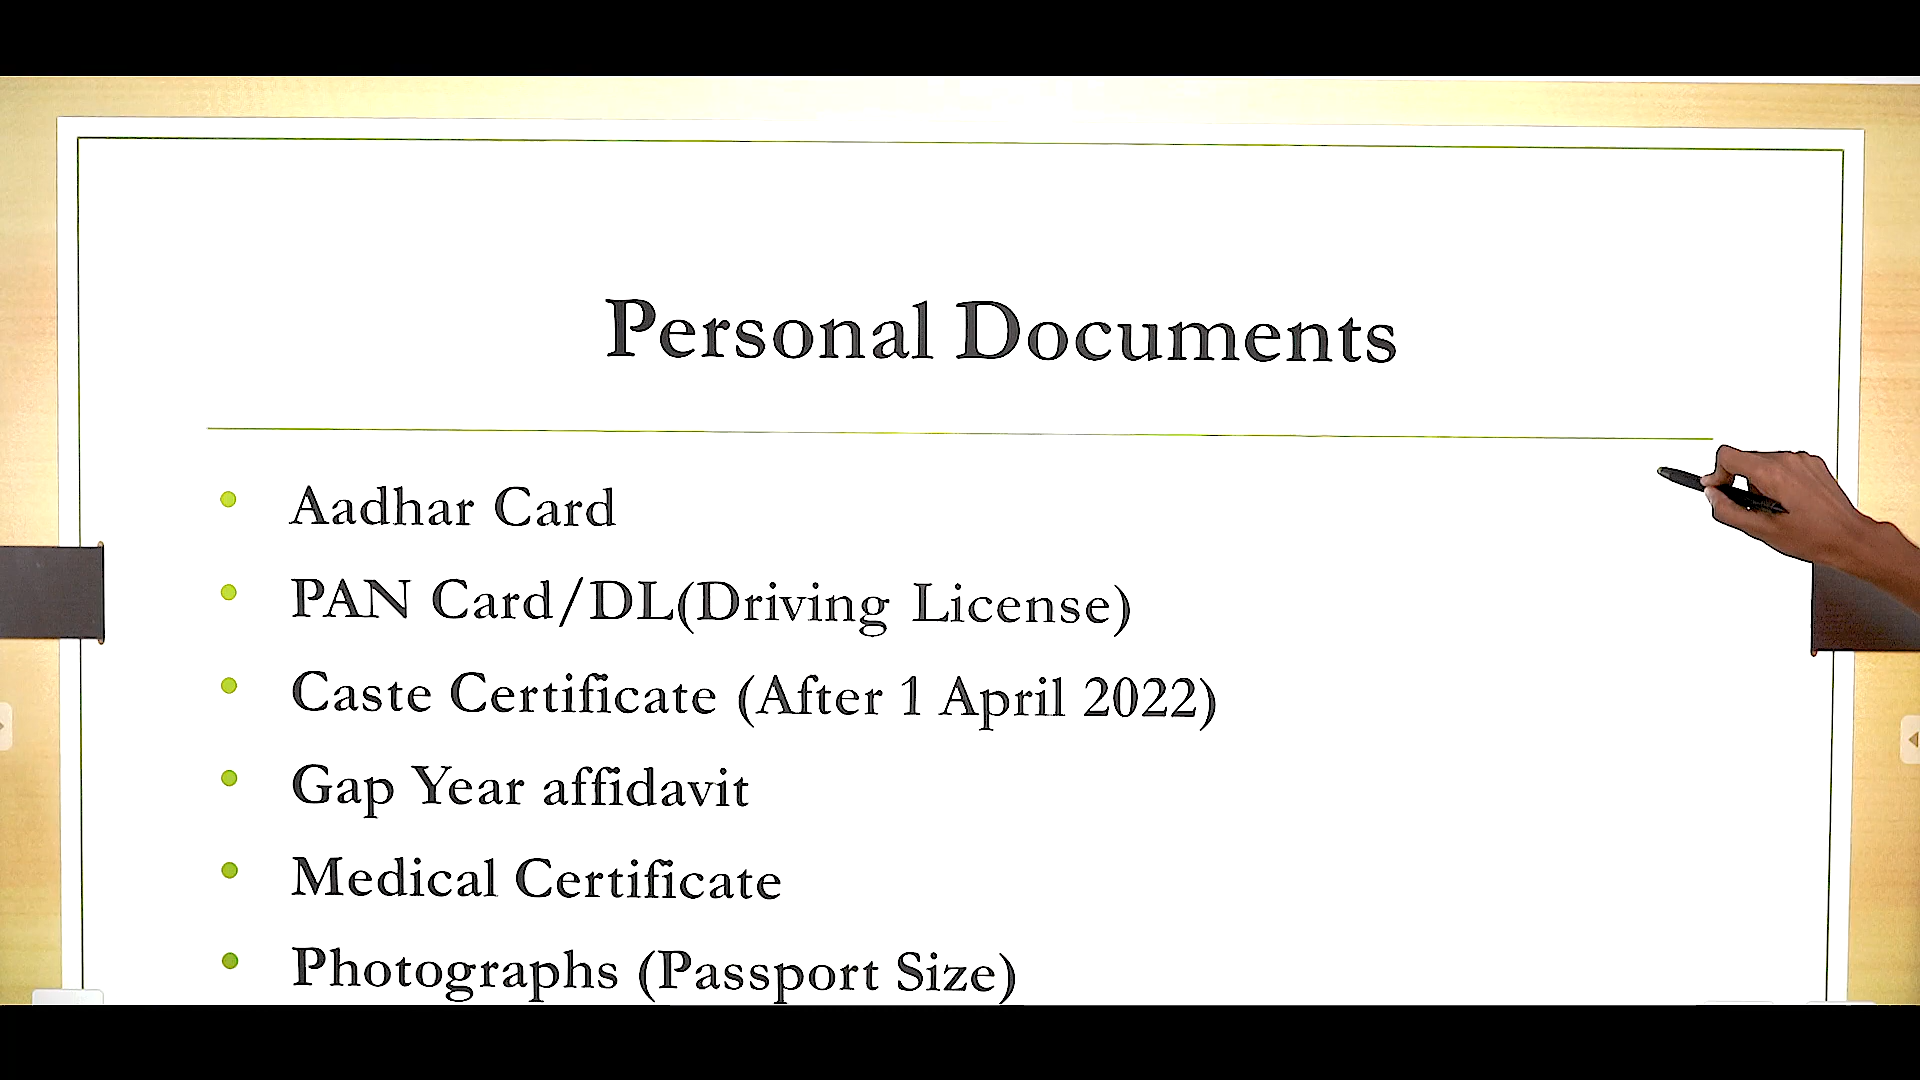 Personal Documents
Aadhar Card
PAN Card/DL(Driving License)
Caste Certificate (After 1 April 2022)
Gap Year affidavit
Medical Certificate
Photographs (Passport Size)